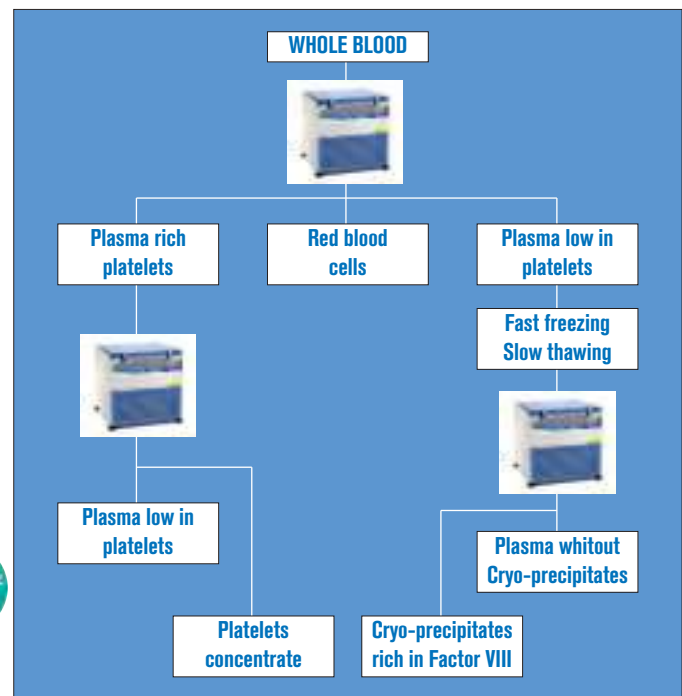 WHOLE BLOOD
Plasma rich
platelets
Red blood
cells
Plasma low in
platelets
Fast freezing
Slow thawing
Plasma low in
platelets
Plasma whitout
Cryo-precipitates
Platelets
concentrate
Cryo-precipitates
rich in Factor VIII